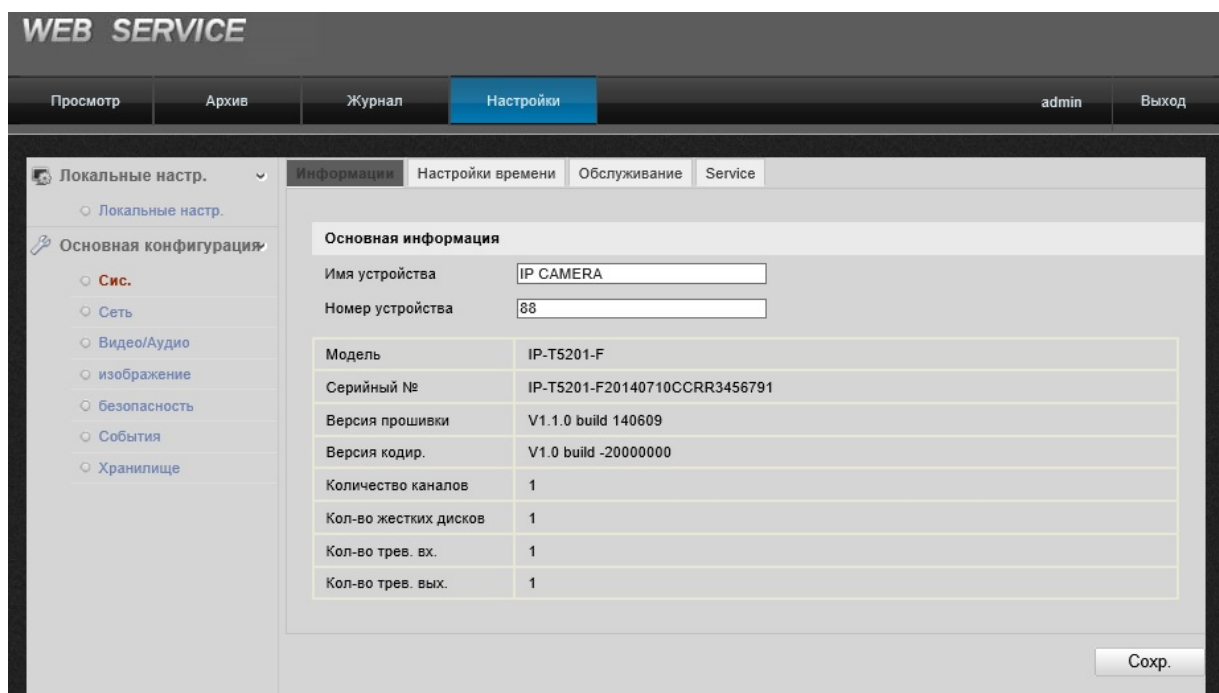 WEB SERVICE
Просмотр Архив Журнал Настройки admin Выход
Локальные настр.
Локальные настр.
Основная конфигурация
Сис.
Сеть
Видео/Аудио
изображение
безопасность
События
Хранилище
Информации Настройки времени Обслуживание Service
Основная информация
Имя устройства IP CAMERA
Номер устройства 88
Модель IP-T5201-F
Серийный № IP-T5201-F20140710CCRR3456791
Версия прошивки V1.1.0 build 140609
Версия кодир. V1.0 build -20000000
Количество каналов 1
Кол-во жестких дисков 1
Кол-во трев. вх. 1
Кол-во трев. вых. 1
Сохр.